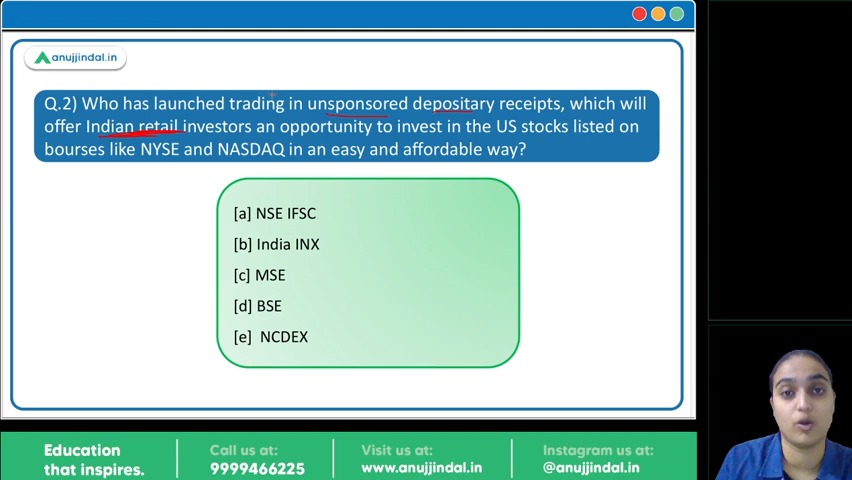 anujjindal.in
Q.2) Who has launched trading in unsponsored depositary receipts, which will
offer Indian retail investors an opportunity to invest in the US stocks listed on
bourses like NYSE and NASDAQ in an easy and affordable way?
[a] NSE IFSC
[b] India INX
[c] MSE
[d] BSE
[e] NCDEX
Education
that inspires.
Call us at:
9999466225
Visit us at:
www.anujjindal.in
Instagram us at:
@anujjindal.in